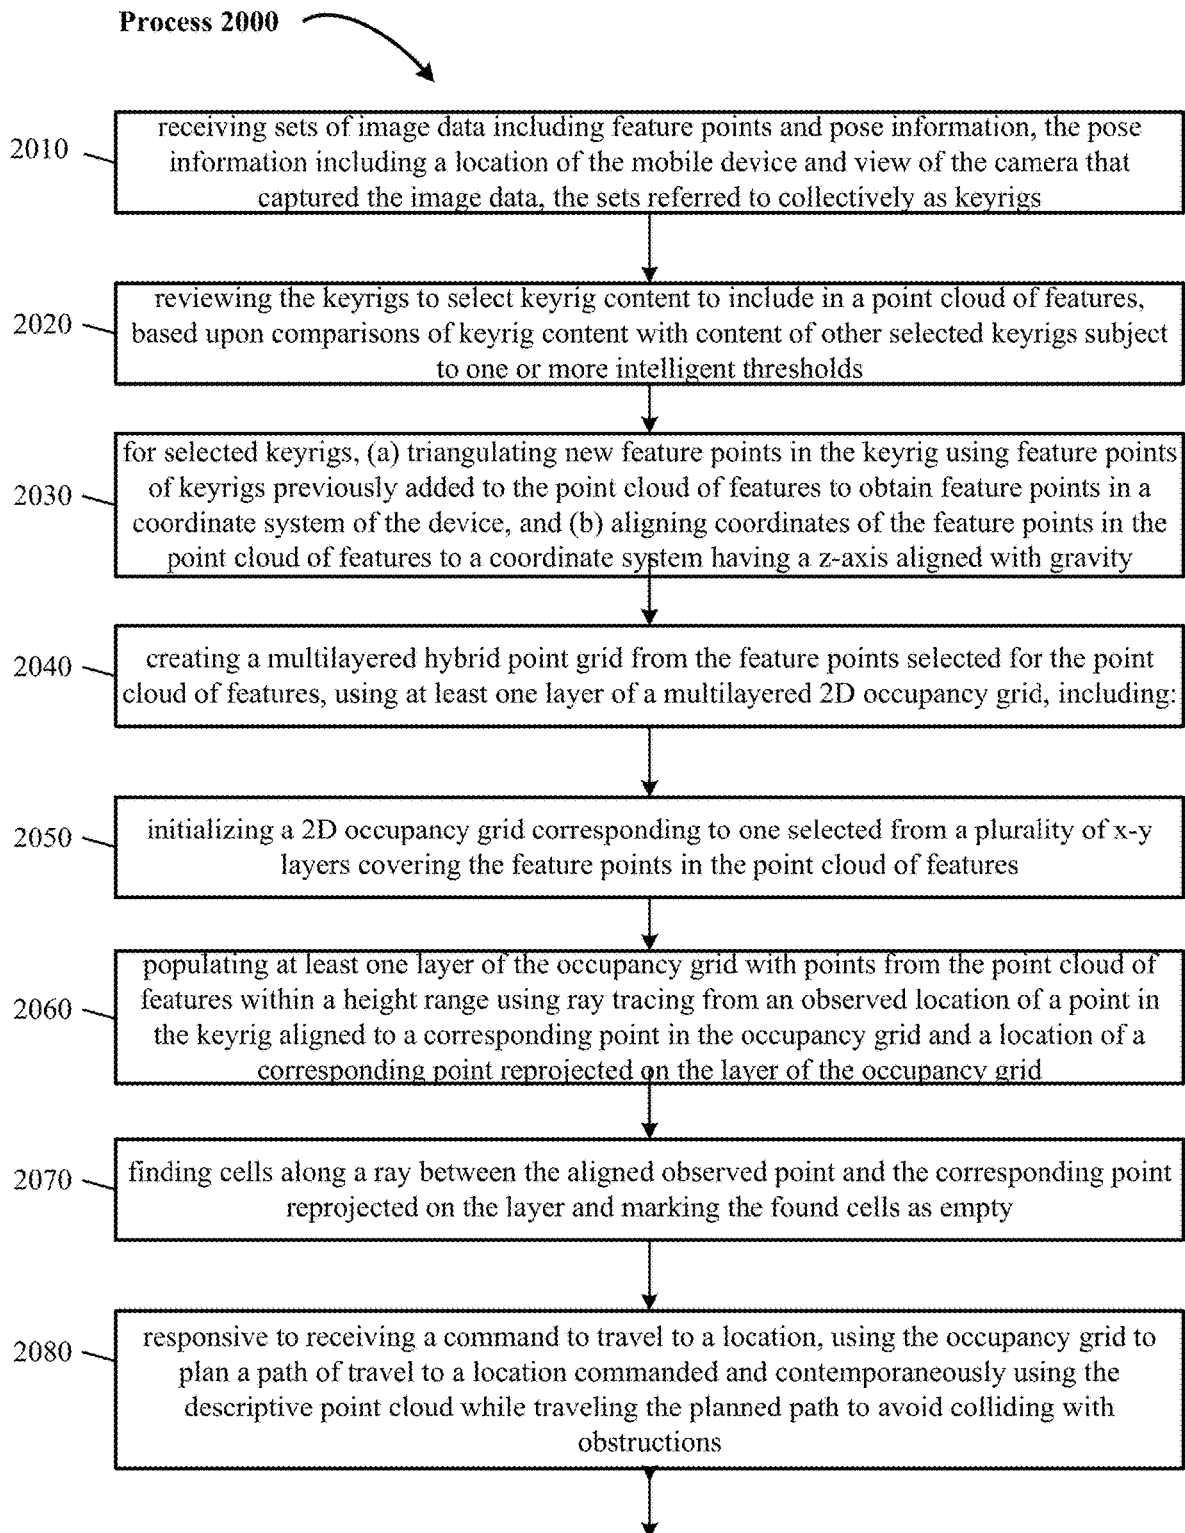 Process 2000
2010
receiving sets of image data including feature points and pose information, the pose
information including a location of the mobile device and view of the camera that
captured the image data, the sets referred to collectively as keyrigs
2020
reviewing the keyrigs to select keyrig content to include in a point cloud of features,
based upon comparisons of keyrig content with content of other selected keyrigs subject
to one or more intelligent thresholds
2030
for selected keyrigs, (a) triangulating new feature points in the keyrig using feature points
of keyrigs previously added to the point cloud of features to obtain feature points in a
coordinate system of the device, and (b) aligning coordinates of the feature points in the
point cloud of features to a coordinate system having a z-axis aligned with gravity
2040
creating a multilayered hybrid point grid from the feature points selected for the point
cloud of features, using at least one layer of a multilayered 2D occupancy grid, including:
2050
initializing a 2D occupancy grid corresponding to one selected from a plurality of x-y
layers covering the feature points in the point cloud of features
2060
populating at least one layer of the occupancy grid with points from the point cloud of
features within a height range using ray tracing from an observed location of a point in
the keyrig aligned to a corresponding point in the occupancy grid and a location of a
corresponding point reprojected on the layer of the occupancy grid
2070
finding cells along a ray between the aligned observed point and the corresponding point
reprojected on the layer and marking the found cells as empty
2080
responsive to receiving a command to travel to a location, using the occupancy grid to
plan a path of travel to a location commanded and contemporaneously using the
descriptive point cloud while traveling the planned path to avoid colliding with
obstructions